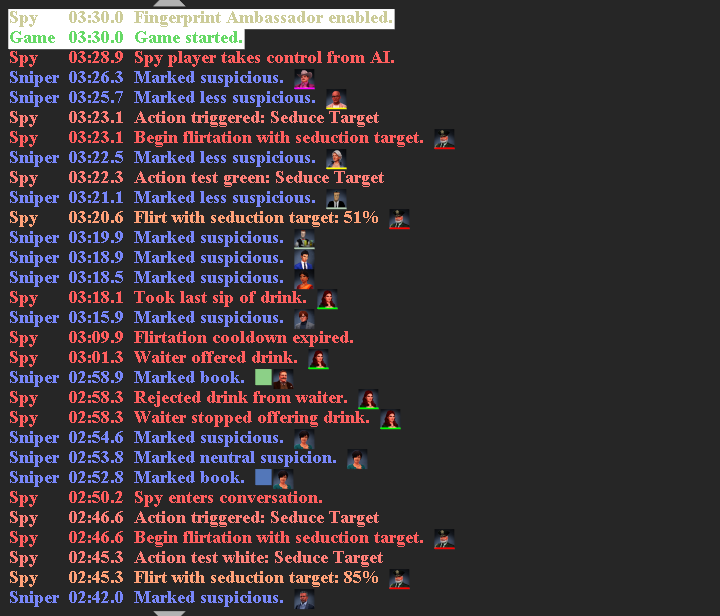 Spy 03:30.0 Fingerprint Ambassador enabled.
Game 03:30.0 Game started.
Spy 03:28.9 Spy player takes control from AI.
Sniper 03:26.3 Marked suspicious.
Sniper 03:25.7 Marked less suspicious.
Spy 03:23.1 Action triggered: Seduce Target
Spy 03:23.1 Begin flirtation with seduction target.
Sniper 03:22.5 Marked less suspicious.
Spy 03:22.3 Action test green: Seduce Target
Sniper 03:21.1 Marked less suspicious.
Spy 03:20.6 Flirt with seduction target: 51%
Sniper 03:19.9 Marked suspicious.
Sniper 03:18.9 Marked suspicious.
Sniper 03:18.5 Marked suspicious.
Spy 03:18.1 Took last sip of drink.
Sniper 03:15.9 Marked suspicious.
Spy 03:09.9 Flirtation cooldown expired.
Spy 03:01.3 Waiter offered drink.
Sniper 02:58.9 Marked book.
Spy 02:58.3 Rejected drink from waiter.
Spy 02:58.3 Waiter stopped offering drink.
Sniper 02:54.6 Marked suspicious.
Sniper 02:53.8 Marked neutral suspicion.
Sniper 02:52.8 Marked book.
Spy 02:50.2 Spy enters conversation.
Spy 02:46.6 Action triggered: Seduce Target
Spy 02:46.6 Begin flirtation with seduction target.
Spy 02:45.3 Action test white: Seduce Target
Spy 02:45.3 Flirt with seduction target: 85%
Sniper 02:42.0 Marked suspicious.